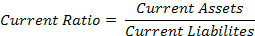 Current Ratio = Current Assets / Current Liabilites